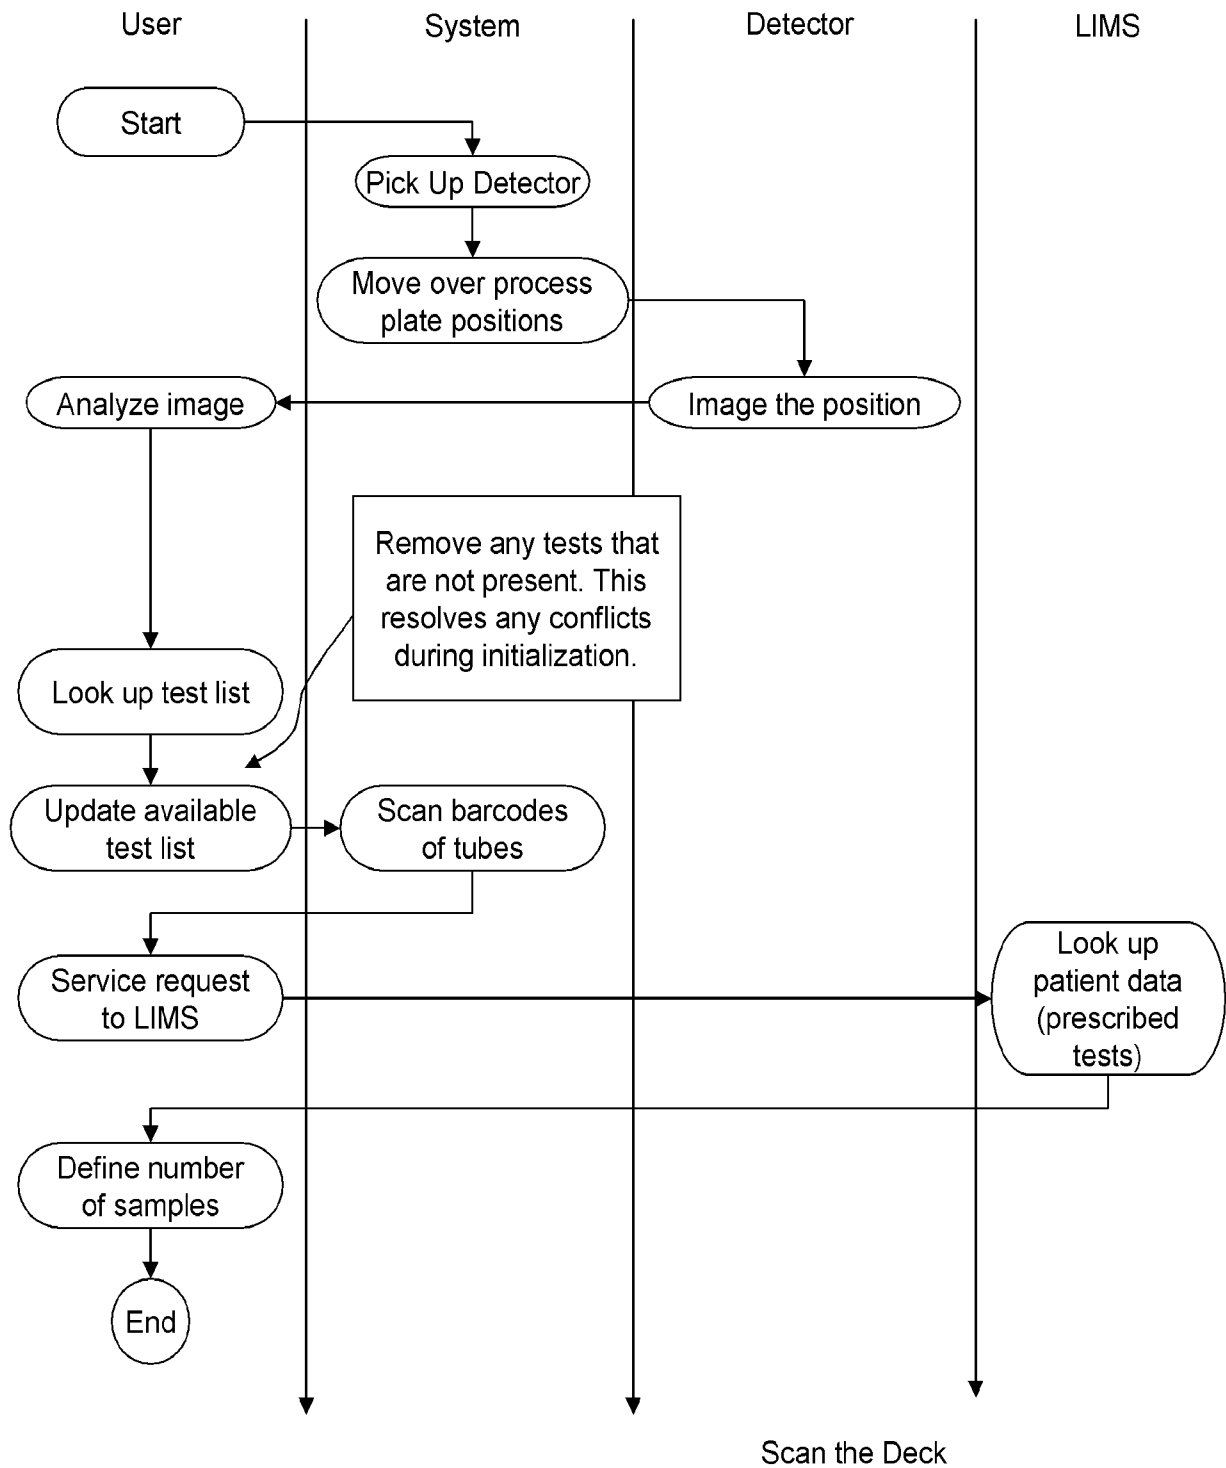 User
System
Detector
LIMS
Start
Pick Up Detector
Move over process
plate positions
Analyze image
Image the position
Remove any tests that
are not present. This
resolves any conflicts
during initialization.
Look up test list
Update available
test list
Scan barcodes
of tubes
Service request
to LIMS
Look up
patient data
(prescribed
tests)
Define number
of samples
End
Scan the Deck